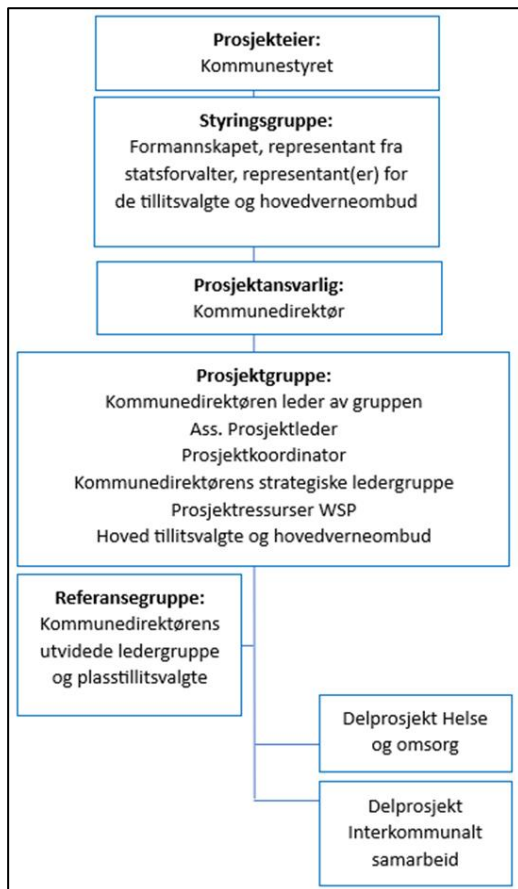 Prosjekteier:
Kommunestyret
Styringsgruppe:
Formannskapet, representant fra
statsforvalter, representant(er) for
de tillitsvalgte og hovedverneombud
Prosjektansvarlig:
Kommunedirektør
Prosjektgruppe:
Kommunedirektøren leder av gruppen
Ass. Prosjektleder
Prosjektkoordinator
Kommunedirektørens strategiske ledergruppe
Prosjektressurser WSP
Hoved tillitsvalgte og hovedverneombud
Referansegruppe:
Kommunedirektørens
utvidede ledergruppe
og plasstillitsvalgte
Delprosjekt Helse
og omsorg
Delprosjekt
Interkommunalt
samarbeid